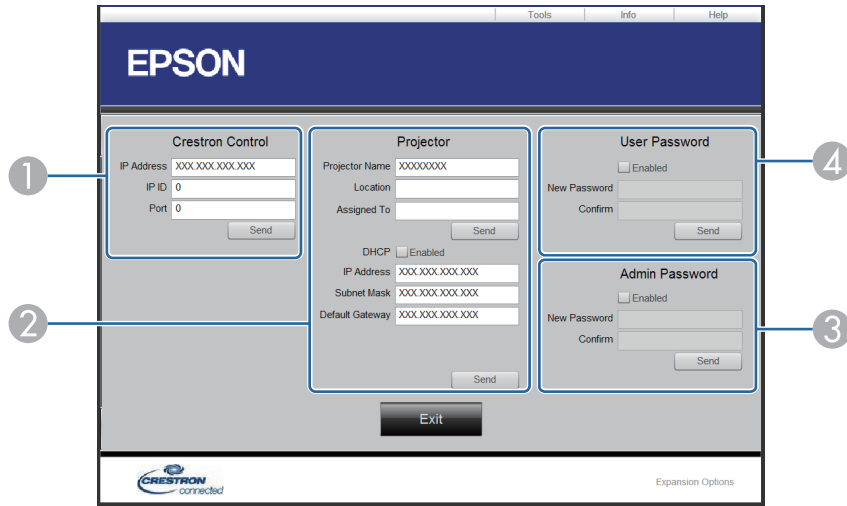 Tools Info Help
EPSON
Crestron Control
IP Address XXX.XXX.XXX.XXX
IP ID 0
Port 0
Send
1
Projector
Projector Name XXXXXXXX
Location
Assigned To
Send
DHCP Enabled
IP Address XXX.XXX.XXX.XXX
Subnet Mask XXX.XXX.XXX.XXX
Default Gateway XXX.XXX.XXX.XXX
Send
2
User Password
Enabled
New Password
Confirm
Send
4
Admin Password
Enabled
New Password
Confirm
Send
3
Exit
CRESTRON
connected
Expansion Options